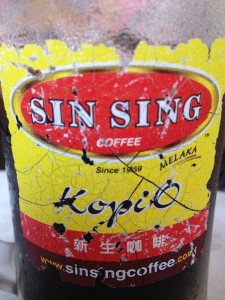 SIN SING
COFFEE
TM
Since 1959
MELAKA
KopiO
新生咖啡
www.sinsingcoffee.com